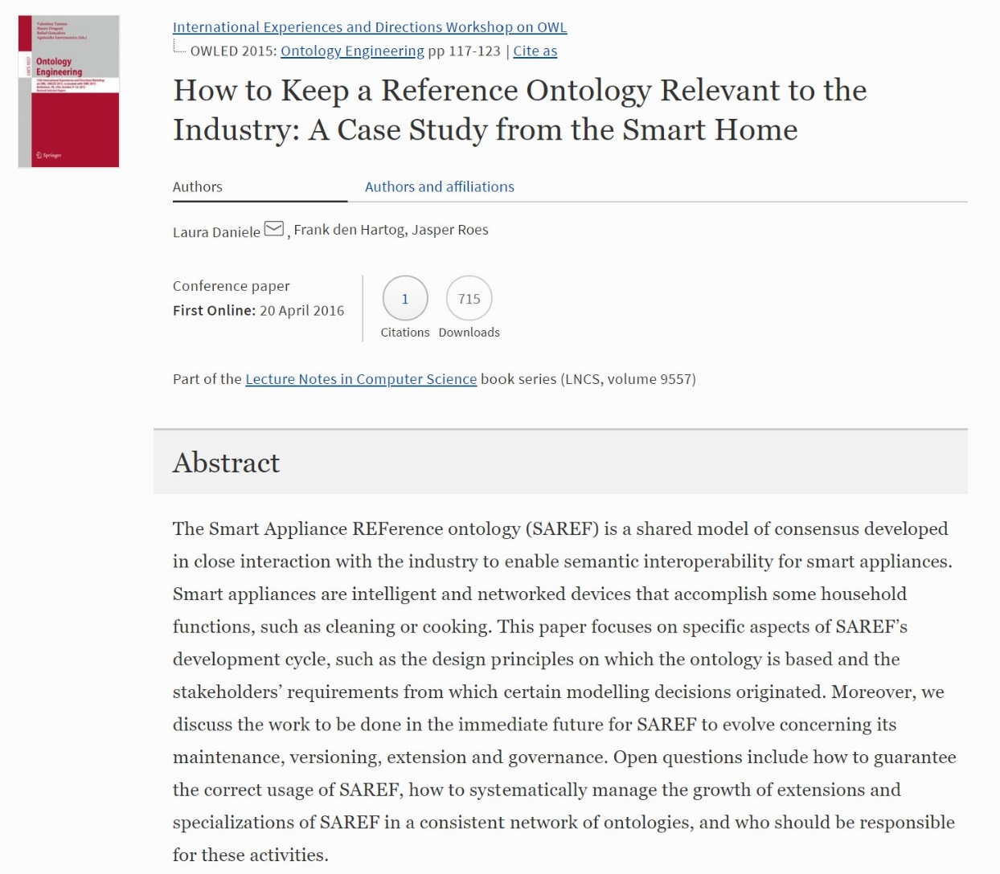 Valentina Tamma
Mauro Dragoni
Rafael Gonçalves
Agnieszka Ławrynowicz (Eds.)
Ontology
Engineering
Springer
International Experiences and Directions Workshop on OWL
OWLED 2015: Ontology Engineering pp 117-123 | Cite as
How to Keep a Reference Ontology Relevant to the
Industry: A Case Study from the Smart Home
Authors Authors and affiliations
Laura Daniele , Frank den Hartog, Jasper Roes
Conference paper
First Online: 20 April 2016
1 715
Citations Downloads
Part of the Lecture Notes in Computer Science book series (LNCS, volume 9557)
Abstract
The Smart Appliance REFerence ontology (SAREF) is a shared model of consensus developed
in close interaction with the industry to enable semantic interoperability for smart appliances.
Smart appliances are intelligent and networked devices that accomplish some household
functions, such as cleaning or cooking. This paper focuses on specific aspects of SAREF’s
development cycle, such as the design principles on which the ontology is based and the
stakeholders’ requirements from which certain modelling decisions originated. Moreover, we
discuss the work to be done in the immediate future for SAREF to evolve concerning its
maintenance, versioning, extension and governance. Open questions include how to guarantee
the correct usage of SAREF, how to systematically manage the growth of extensions and
specializations of SAREF in a consistent network of ontologies, and who should be responsible
for these activities.